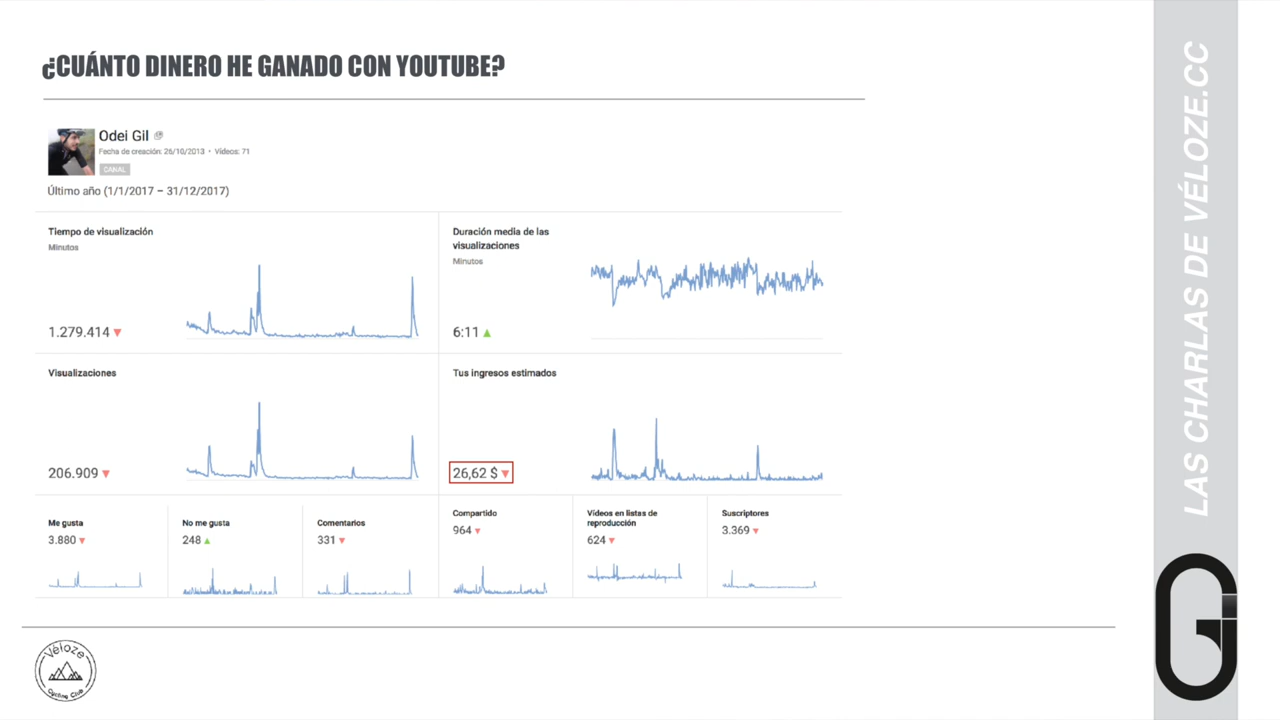 ¿CUÁNTO DINERO HE GANADO CON YOUTUBE?
Odei Gil
Fecha de creación: 26/10/2013 • Vídeos: 71
CANAL
Último año (1/1/2017 – 31/12/2017)
Tiempo de visualización
Minutos
1.279.414
Duración media de las
visualizaciones
Minutos
6:11
Visualizaciones
206.909
Tus ingresos estimados
26,62 $
Me gusta
3.880
No me gusta
248
Comentarios
331
Compartido
964
Vídeos en listas de
reproducción
624
Suscriptores
3.369
LAS CHARLAS DE VÉLOZE.CC
Véloze
Cycling Club